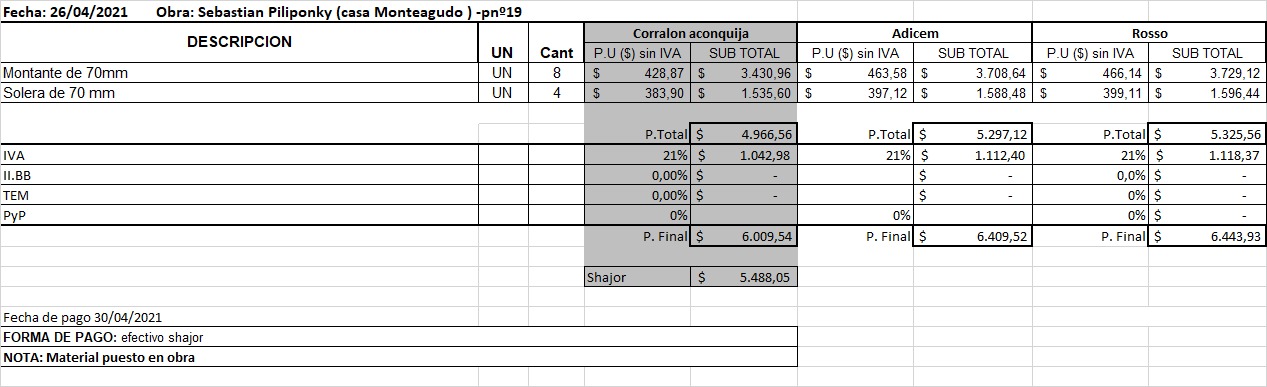 Fecha: 26/04/2021 Obra: Sebastian Piliponky (casa Monteagudo ) -pnº19
DESCRIPCION UN Cant Corralon aconquija Adicem Rosso
P.U ($) sin IVA SUB TOTAL P.U ($) sin IVA SUB TOTAL P.U ($) sin IVA SUB TOTAL
Montante de 70mm UN 8 $ 428,87 $ 3.430,96 $ 463,58 $ 3.708,64 $ 466,14 $ 3.729,12
Solera de 70 mm UN 4 $ 383,90 $ 1.535,60 $ 397,12 $ 1.588,48 $ 399,11 $ 1.596,44
P.Total $ 4.966,56 P.Total $ 5.297,12 P.Total $ 5.325,56
IVA 21% $ 1.042,98 21% $ 1.112,40 21% $ 1.118,37
II.BB 0,00% $ - $ - 0,0% $ -
TEM 0,00% $ - $ - 0% $ -
PyP 0% 0% 0% $ -
P. Final $ 6.009,54 P. Final $ 6.409,52 P. Final $ 6.443,93
Shajor $ 5.488,05
Fecha de pago 30/04/2021
FORMA DE PAGO: efectivo shajor
NOTA: Material puesto en obra